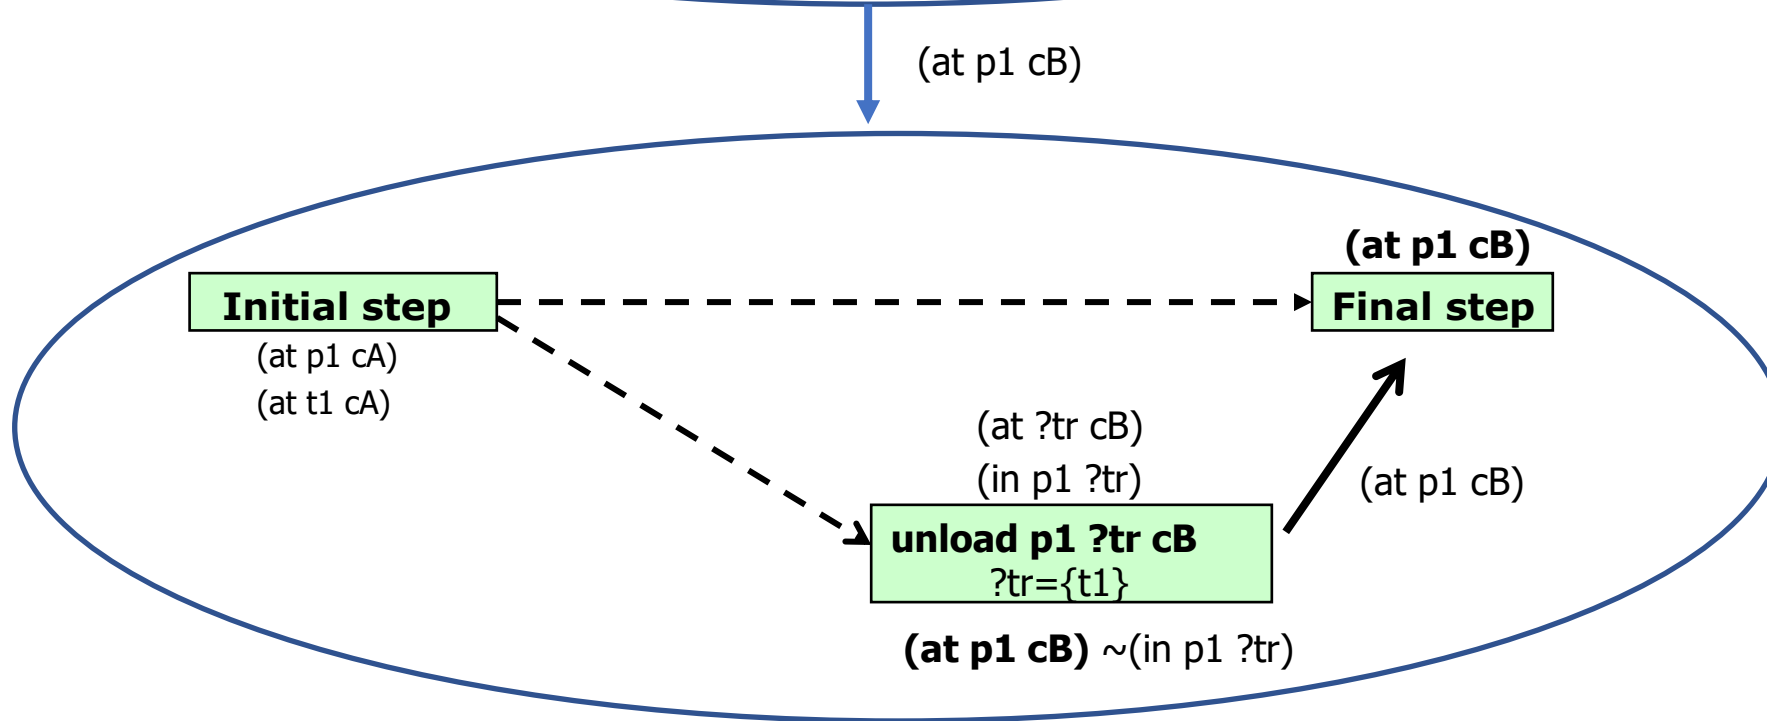 (at p1 cB)
(at p1 cB)
Initial step
Final step
(at p1 cA)
(at t1 cA)
(at ?tr cB)
(in p1 ?tr)
(at p1 cB)
unload p1 ?tr cB
?tr={t1}
(at p1 cB) ~(in p1 ?tr)